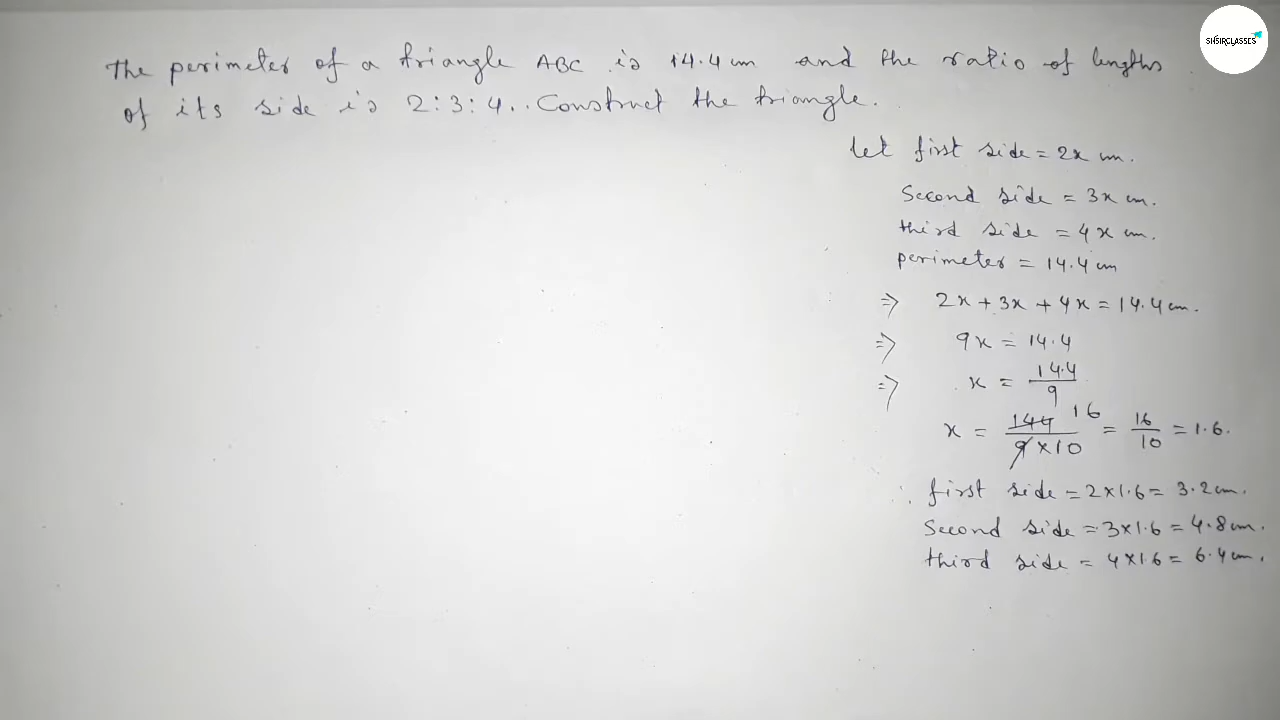 SHSIRCLASSES
The perimeter of a triangle ABC is 14.4 cm and the ratio of lengths
of its side is 2:3:4. Construct the triangle.
Let first side = 2x cm.
Second side = 3x cm.
third side = 4x cm.
perimeter = 14.4 cm
⇒ 2x + 3x + 4x = 14.4 cm.
⇒ 9x = 14.4
⇒ x = 14.4/9
x = 144/9×10 16 = 16/10 = 1.6.
∴ first side = 2×1.6 = 3.2 cm.
Second side = 3×1.6 = 4.8 cm.
third side = 4×1.6 = 6.4 cm.